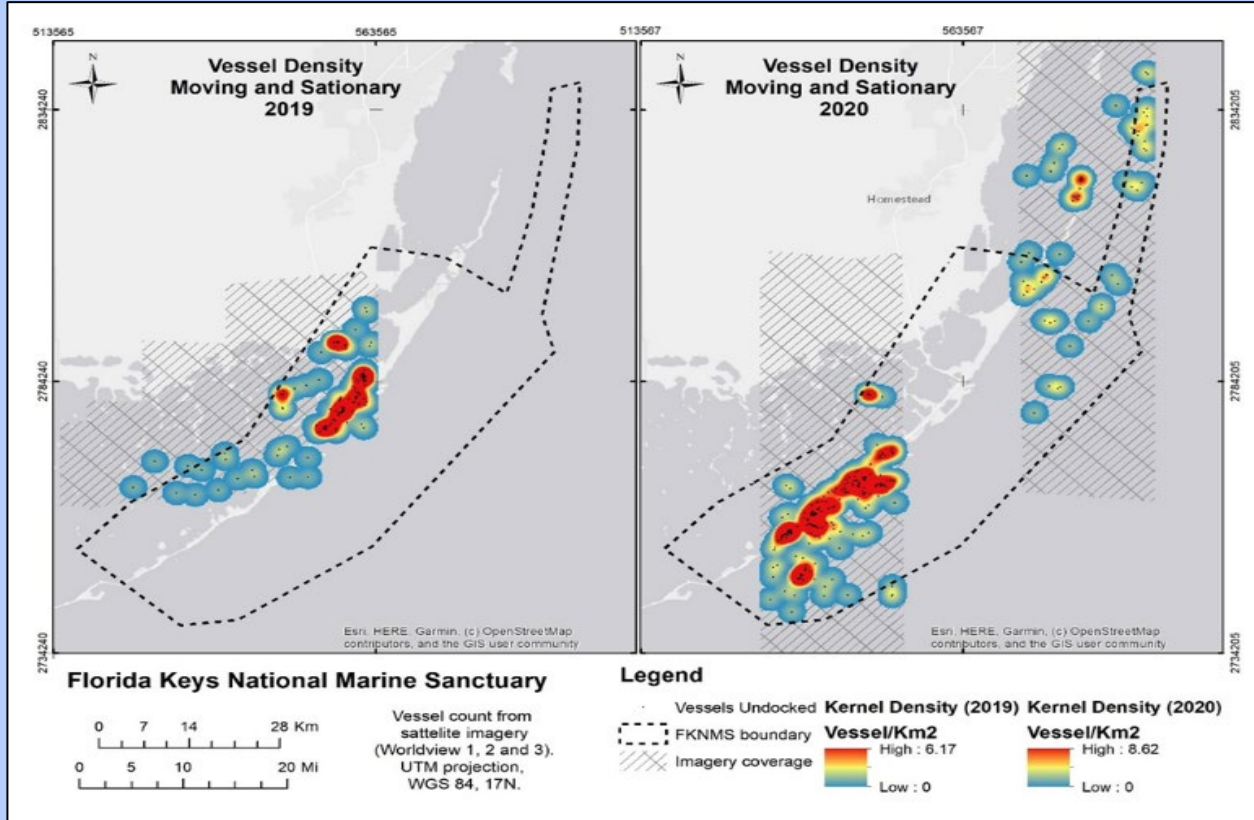 513565
563565
513567
563567
N
Vessel Density
Moving and Sationary
2019
N
Vessel Density
Moving and Sationary
2020
2834240
2784240
2734240
2834205
2784205
2734205
Homestead
Esri, HERE, Garmin, (c) OpenStreetMap
contributors, and the GIS user community
Esri, HERE, Garmin, (c) OpenStreetMap
contributors, and the GIS user community
Florida Keys National Marine Sanctuary
0 7 14 28 Km
0 5 10 20 Mi
Vessel count from
sattelite imagery
(Worldview 1, 2 and 3).
UTM projection,
WGS 84, 17N.
Legend
Vessels Undocked
FKNMS boundary
Imagery coverage
Kernel Density (2019)
Vessel/Km2
High : 6.17
Low : 0
Kernel Density (2020)
Vessel/Km2
High : 8.62
Low : 0